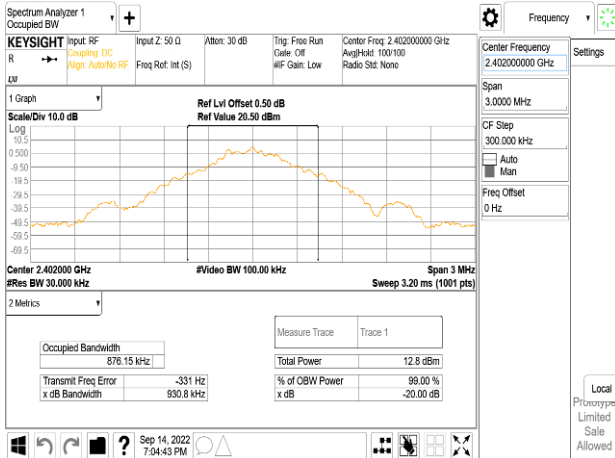 Spectrum Analyzer 1
Occupied BW
+
Frequency
KEYSIGHT
R
Input: RF
Coupling: DC
Align: Auto/No RF
Input Z: 50 Ω
Freq Ref: Int (S)
Atten: 30 dB
Trig: Free Run
Gate: Off
#IF Gain: Low
Center Freq: 2.402000000 GHz
Avg|Hold: 100/100
Radio Std: None
Center Frequency
2.402000000 GHz
Settings
Span
3.0000 MHz
CF Step
300.000 kHz
Auto
Man
Freq Offset
0 Hz
1 Graph
Scale/Div 10.0 dB
Ref Lvl Offset 0.50 dB
Ref Value 20.50 dBm
Log
10.5
0.500
-9.50
-19.5
-29.5
-39.5
-49.5
-59.5
-69.5
Center 2.402000 GHz
#Res BW 30.000 kHz
#Video BW 100.00 kHz
Span 3 MHz
Sweep 3.20 ms (1001 pts)
2 Metrics
Measure Trace Trace 1
Occupied Bandwidth
876.15 kHz
Total Power 12.8 dBm
Transmit Freq Error -331 Hz
% of OBW Power 99.00 %
x dB Bandwidth 930.8 kHz
x dB -20.00 dB
Local
Prototype
Limited
Sale
Allowed
?
Sep 14, 2022
7:04:43 PM